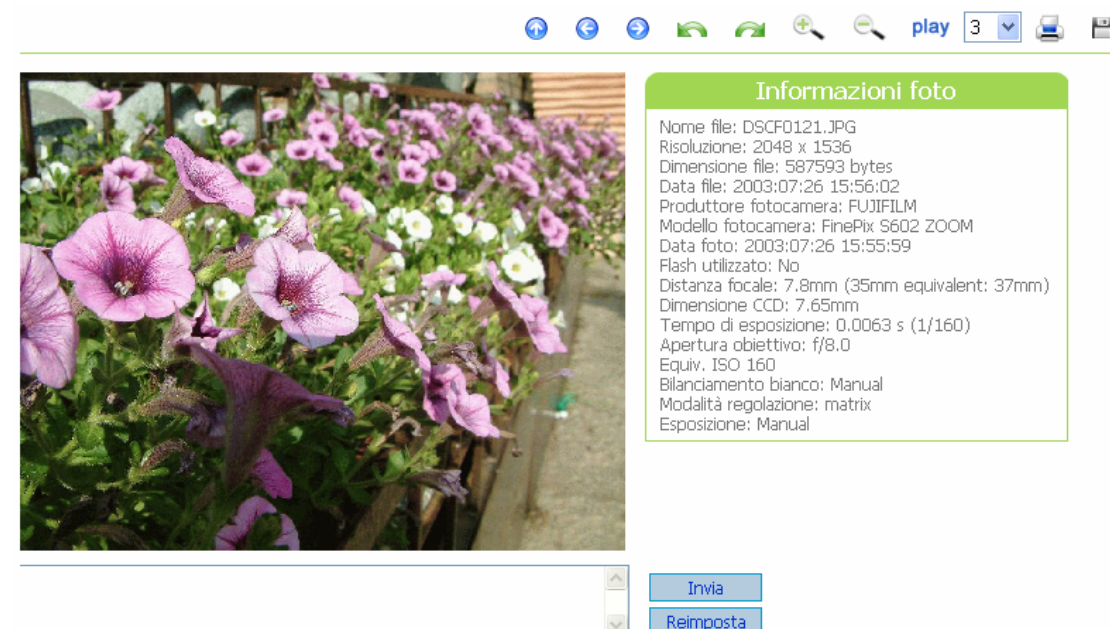 play 3
Informazioni foto
Nome file: DSCF0121.JPG
Risoluzione: 2048 x 1536
Dimensione file: 587593 bytes
Data file: 2003:07:26 15:56:02
Produttore fotocamera: FUJIFILM
Modello fotocamera: FinePix S602 ZOOM
Data foto: 2003:07:26 15:55:59
Flash utilizzato: No
Distanza focale: 7.8mm (35mm equivalent: 37mm)
Dimensione CCD: 7.65mm
Tempo di esposizione: 0.0063 s (1/160)
Apertura obiettivo: f/8.0
Equiv. ISO 160
Bilanciamento bianco: Manual
Modalità regolazione: matrix
Esposizione: Manual
Invia
Reimposta